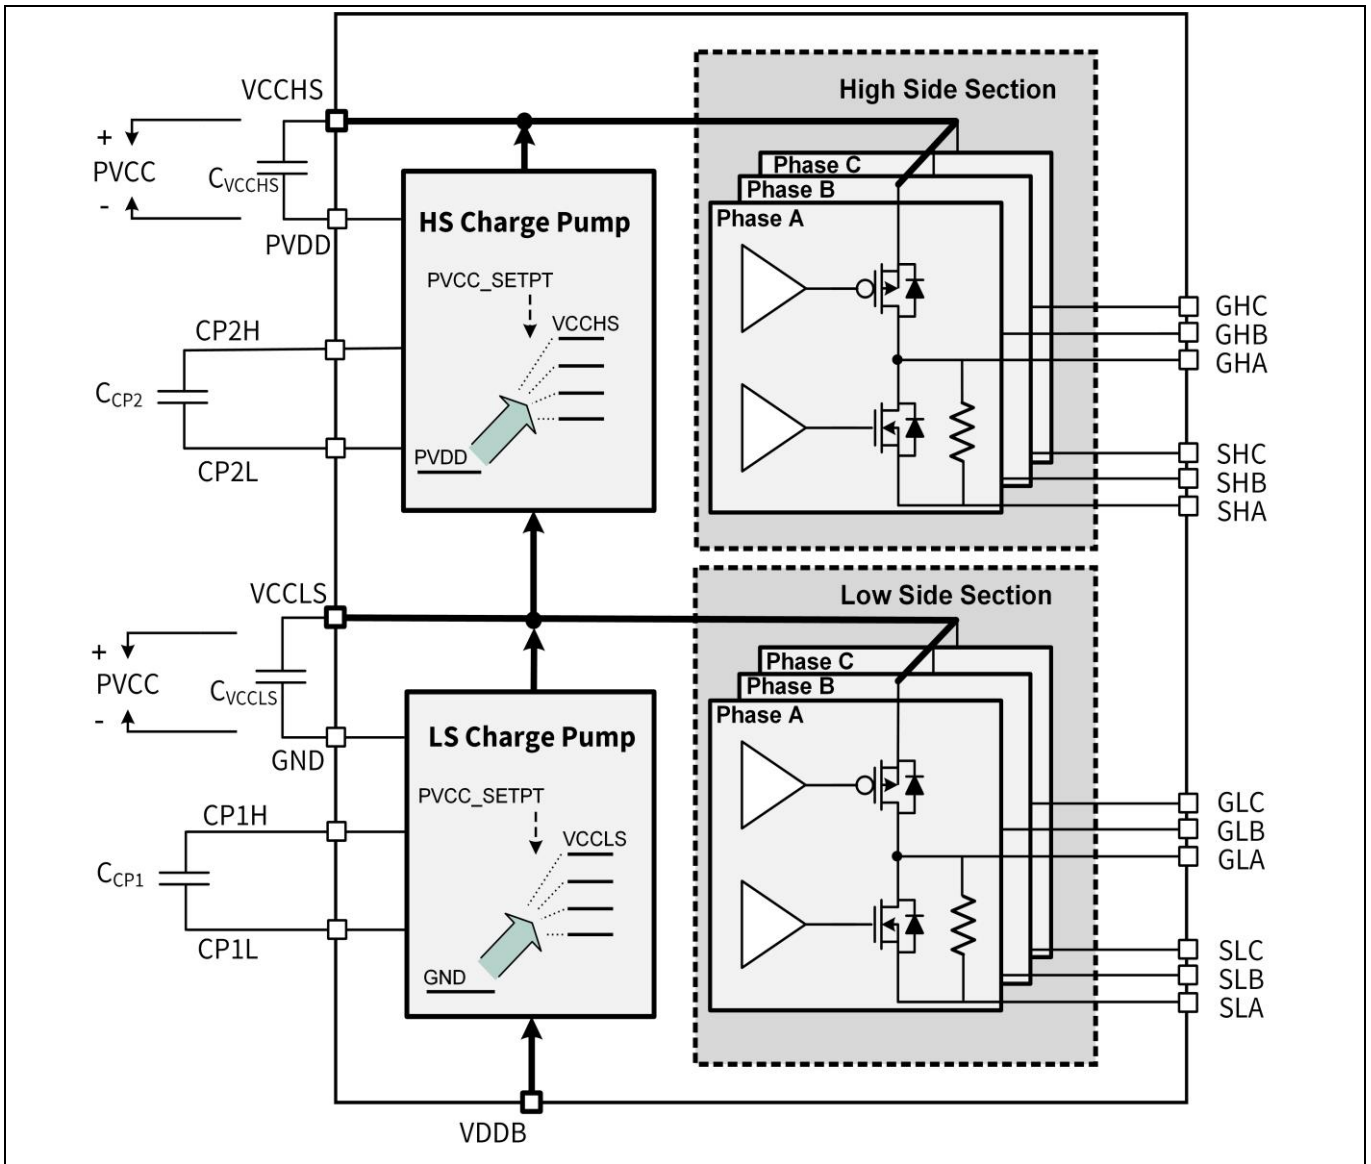 VCCHS
High Side Section
+
PVCC
-
CVCCHS
PVDD
HS Charge Pump
PVCC_SETPT
VCCHS
PVDD
Phase C
Phase B
Phase A
CP2H
CCP2
CP2L
GHC
GHB
GHA
SHC
SHB
SHA
VCCLS
Low Side Section
+
PVCC
-
CVCCLS
GND
LS Charge Pump
PVCC_SETPT
VCCLS
GND
Phase C
Phase B
Phase A
CP1H
CCP1
CP1L
GLC
GLB
GLA
SLC
SLB
SLA
VDDB